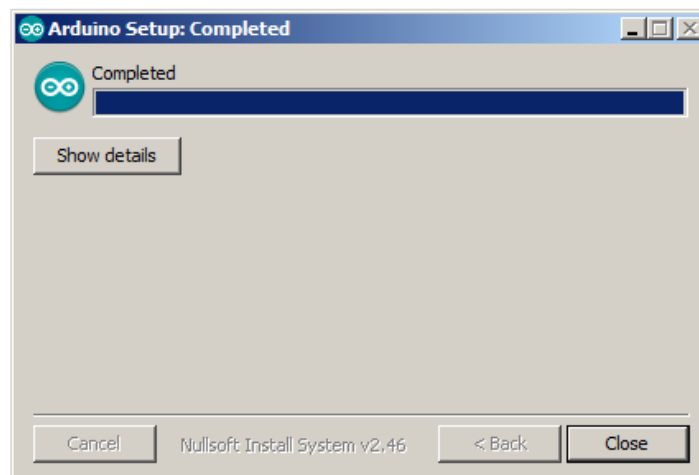 Arduino Setup: Completed
Completed
Show details
Cancel
Nullsoft Install System v2.46
< Back
Close